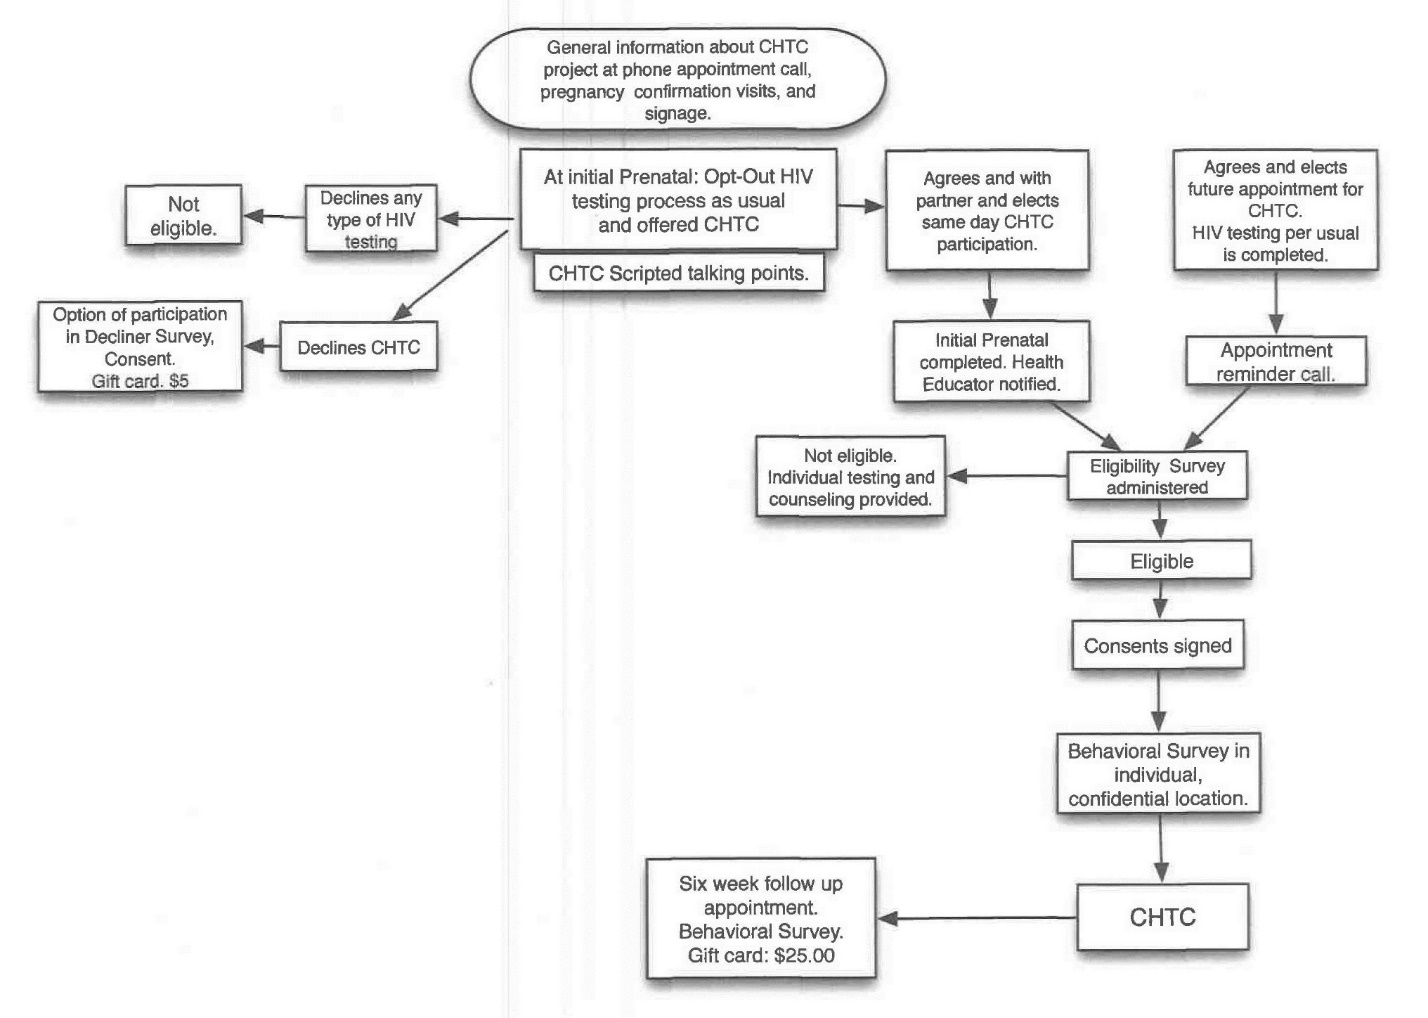 General information about CHTC
project at phone appointment call,
pregnancy confirmation visits, and
signage.
At initial Prenatal: Opt-Out HIV
testing process as usual
and offered CHTC
CHTC Scripted talking points.
Declines any
type of HIV
testing
Not
eligible.
Declines CHTC
Option of participation
in Decliner Survey,
Consent.
Gift card. $5
Agrees and with
partner and elects
same day CHTC
participation.
Agrees and elects
future appointment for
CHTC.
HIV testing per usual
is completed.
Initial Prenatal
completed. Health
Educator notified.
Appointment
reminder call.
Eligibility Survey
administered
Not eligible.
Individual testing and
counseling provided.
Eligible
Consents signed
Behavioral Survey in
individual,
confidential location.
CHTC
Six week follow up
appointment.
Behavioral Survey.
Gift card: $25.00